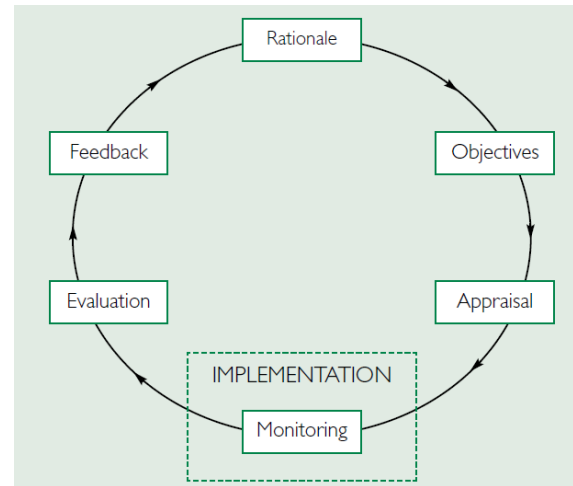 Rationale
Objectives
Appraisal
IMPLEMENTATION
Monitoring
Evaluation
Feedback